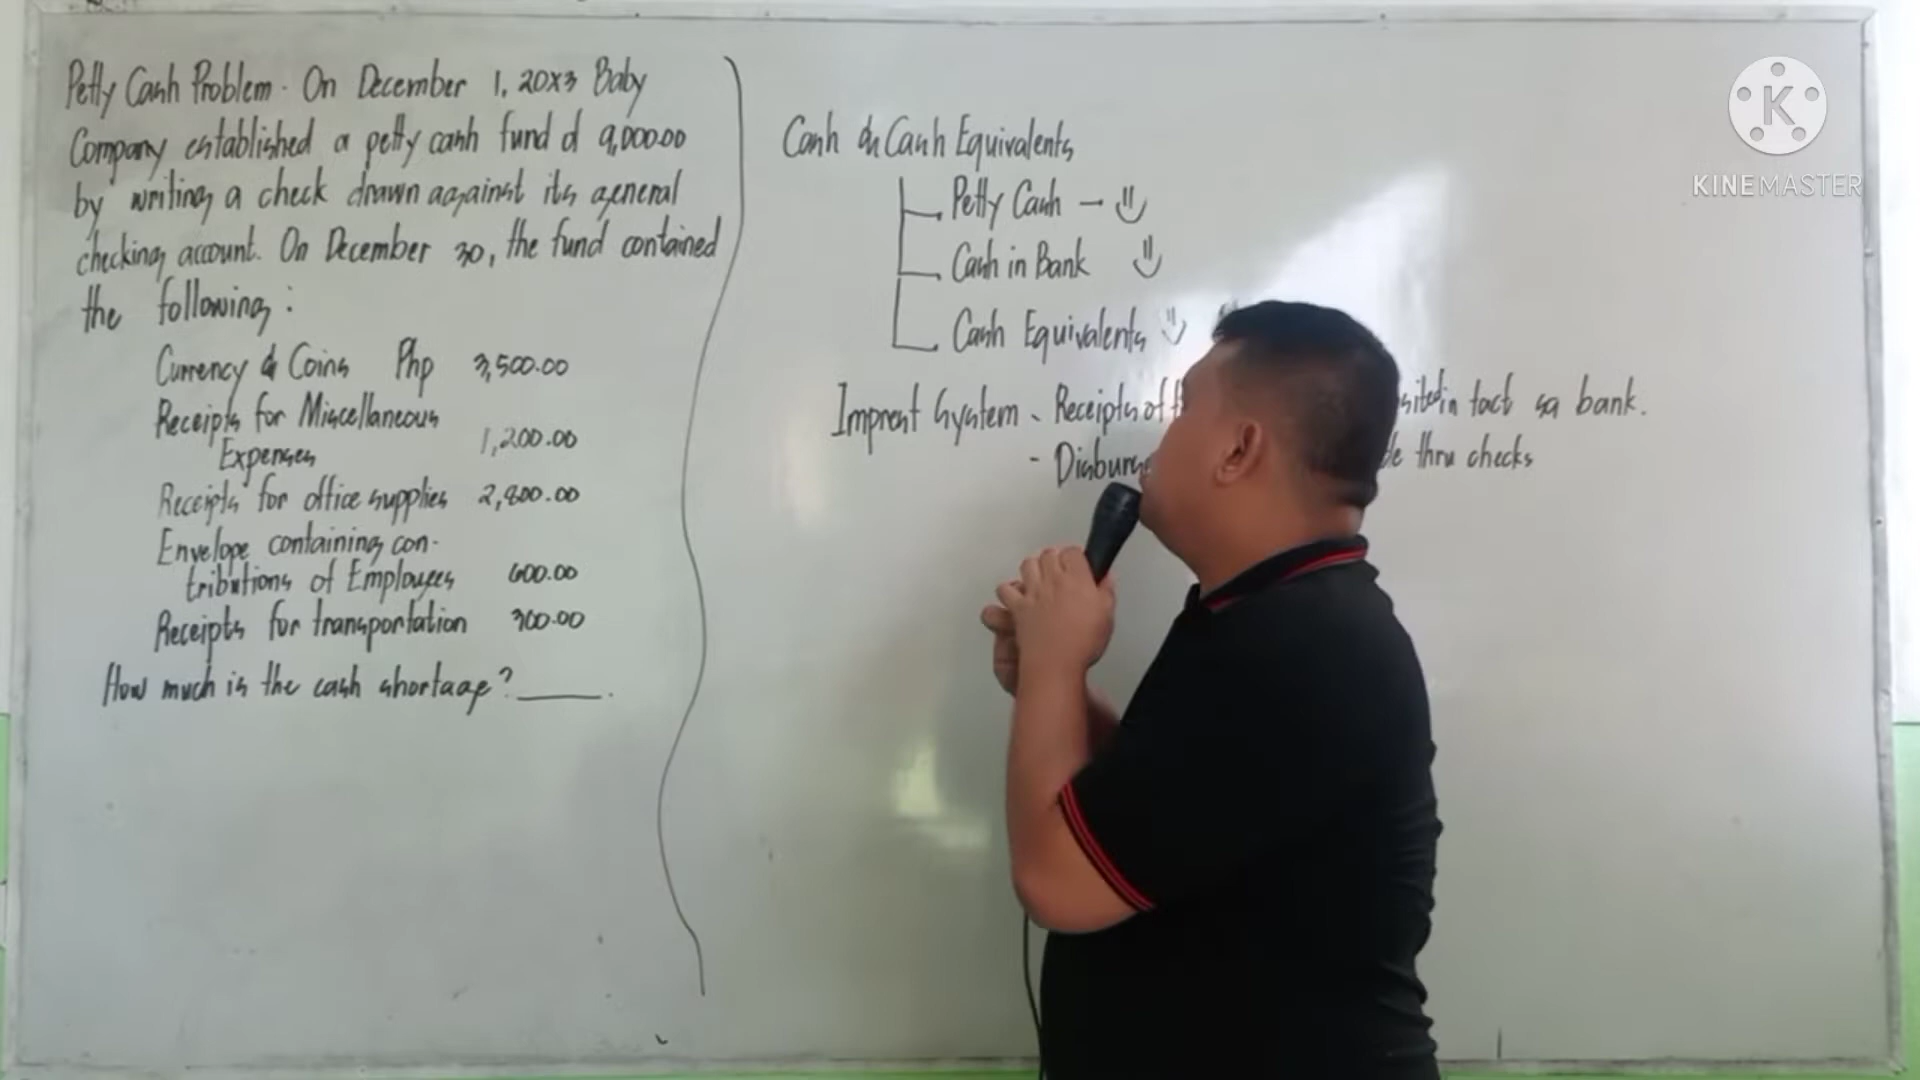 Petty Cash Problem. On December 1, 20X3 Baby
Company established a petty cash fund of 9,000.00
by writing a check drawn against its general
checking account. On December 30, the fund contained
the following:
Currency & Coins Php 3,500.00
Receipts for Miscellaneous
Expenses 1,200.00
Receipts for office supplies 2,800.00
Envelope containing con-
tributions of Employees 600.00
Receipts for transportation 300.00
How much is the cash shortage? ______.
Cash & Cash Equivalents
Petty Cash -
Cash in Bank
Cash Equivalents
Imprest System - Receipts of in tact sa bank.
- thru checks
K
KINEMASTER